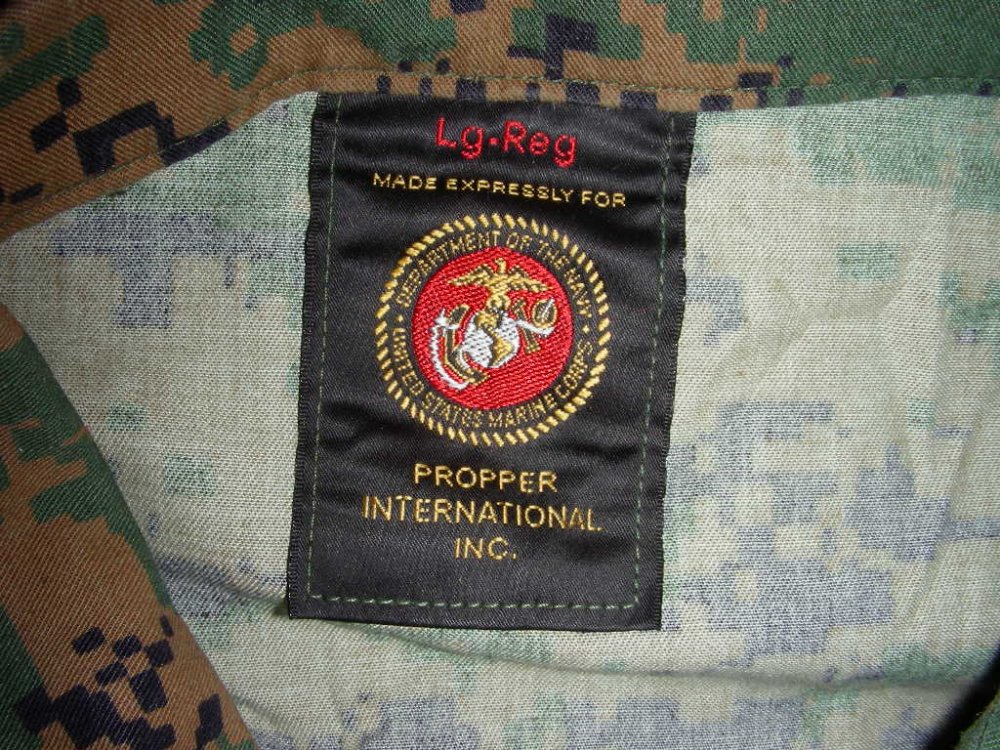 Lg-Reg
MADE EXPRESSLY FOR
DEPARTMENT OF THE NAVY
UNITED STATES MARINE CORPS
PROPPER
INTERNATIONAL
INC.